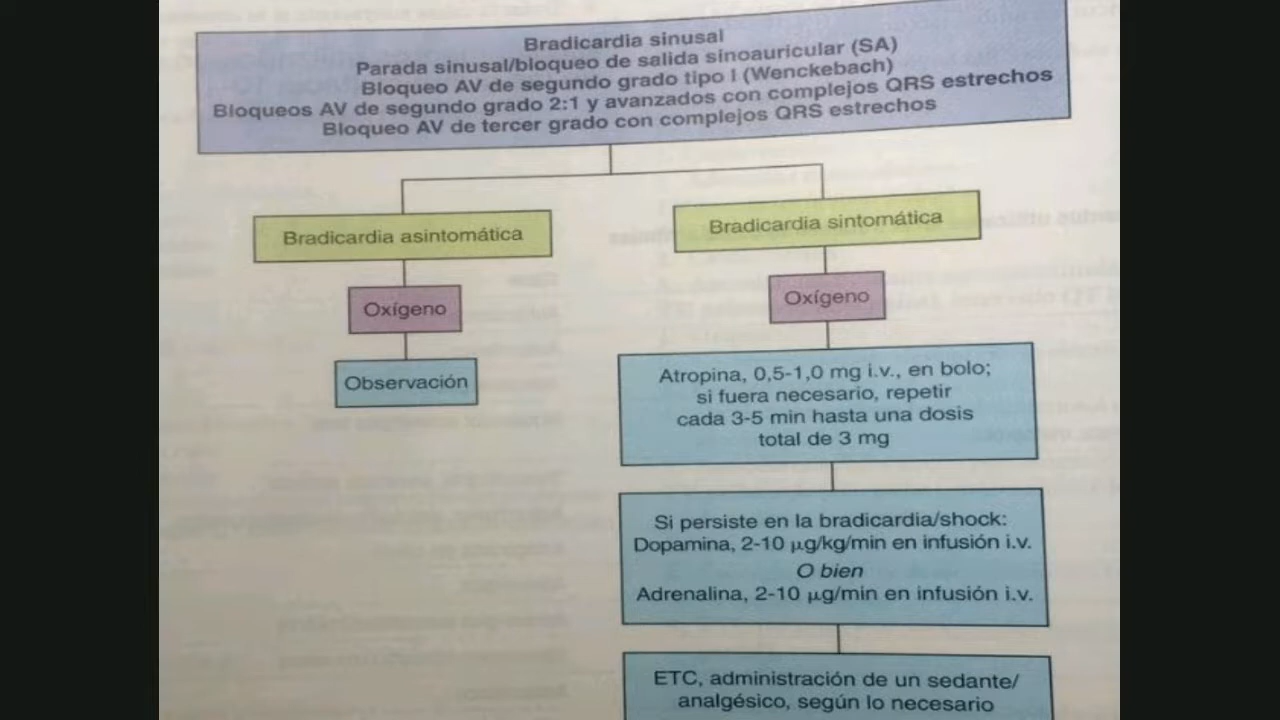 Bradicardia sinusal
Parada sinusal/bloqueo de salida sinoauricular (SA)
Bloqueo AV de segundo grado tipo I (Wenckebach)
Bloqueos AV de segundo grado 2:1 y avanzados con complejos QRS estrechos
Bloqueo AV de tercer grado con complejos QRS estrechos
Bradicardia asintomática
Oxígeno
Observación
Bradicardia sintomática
Oxígeno
Atropina, 0,5-1,0 mg i.v., en bolo;
si fuera necesario, repetir
cada 3-5 min hasta una dosis
total de 3 mg
Si persiste en la bradicardia/shock:
Dopamina, 2-10 μg/kg/min en infusión i.v.
O bien
Adrenalina, 2-10 μg/min en infusión i.v.
ETC, administración de un sedante/
analgésico, según lo necesario